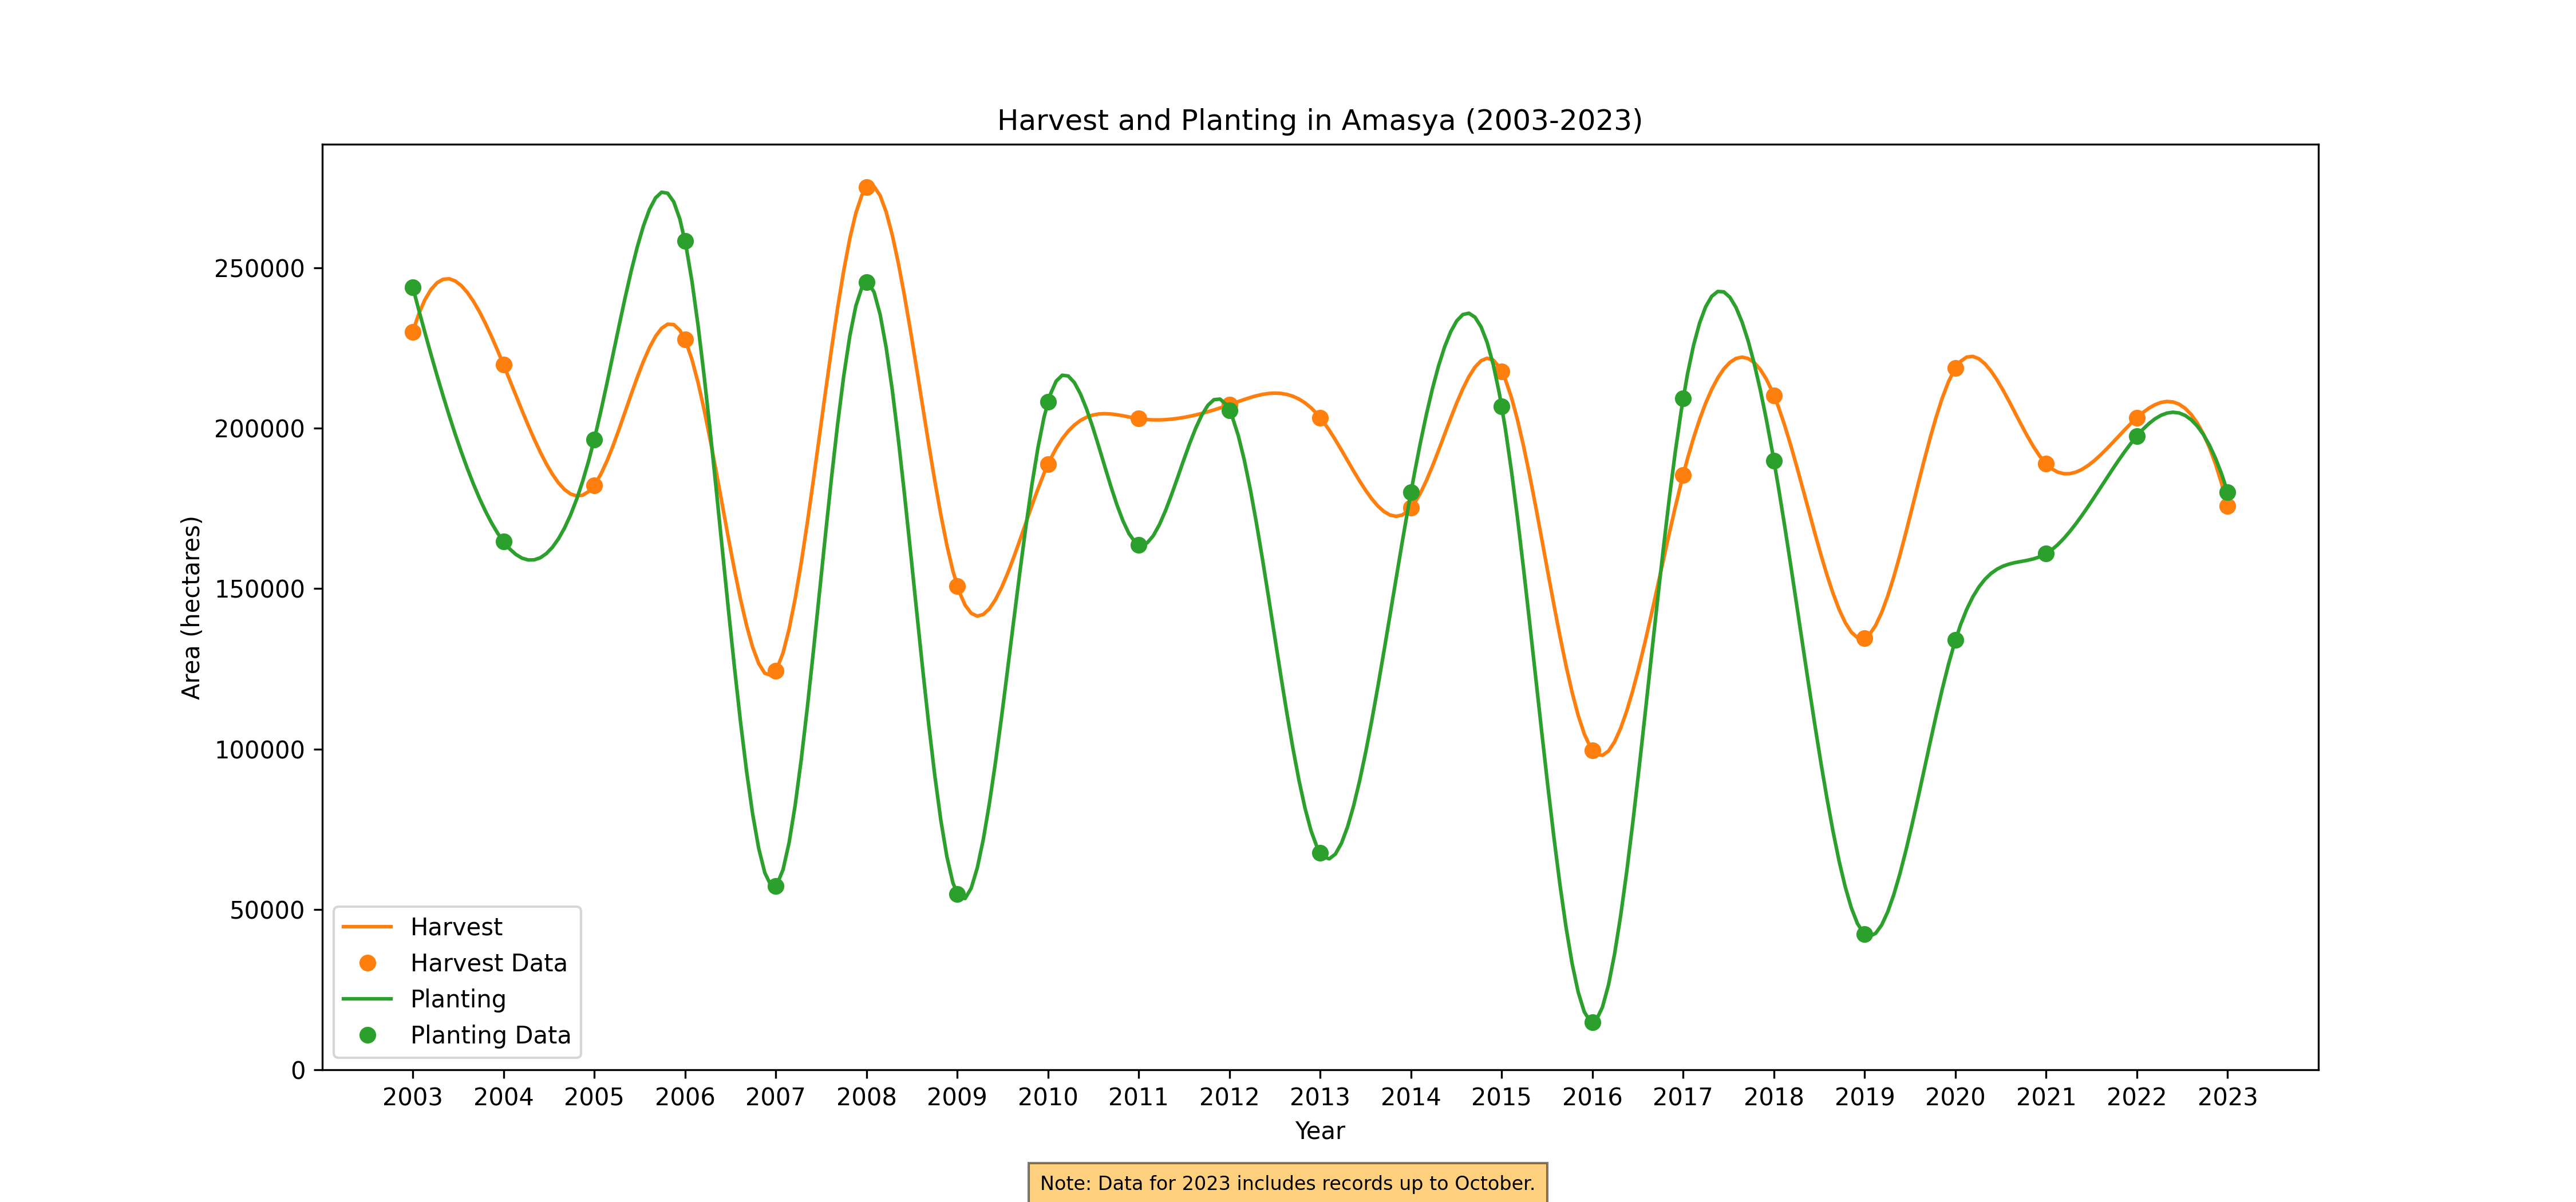 Harvest and Planting in Amasya (2003-2023)
Area (hectares)
250000
200000
150000
100000
50000
0
Harvest
Harvest Data
Planting
Planting Data
2003 2004 2005 2006 2007 2008 2009 2010 2011 2012 2013 2014 2015 2016 2017 2018 2019 2020 2021 2022 2023
Year
Note: Data for 2023 includes records up to October.